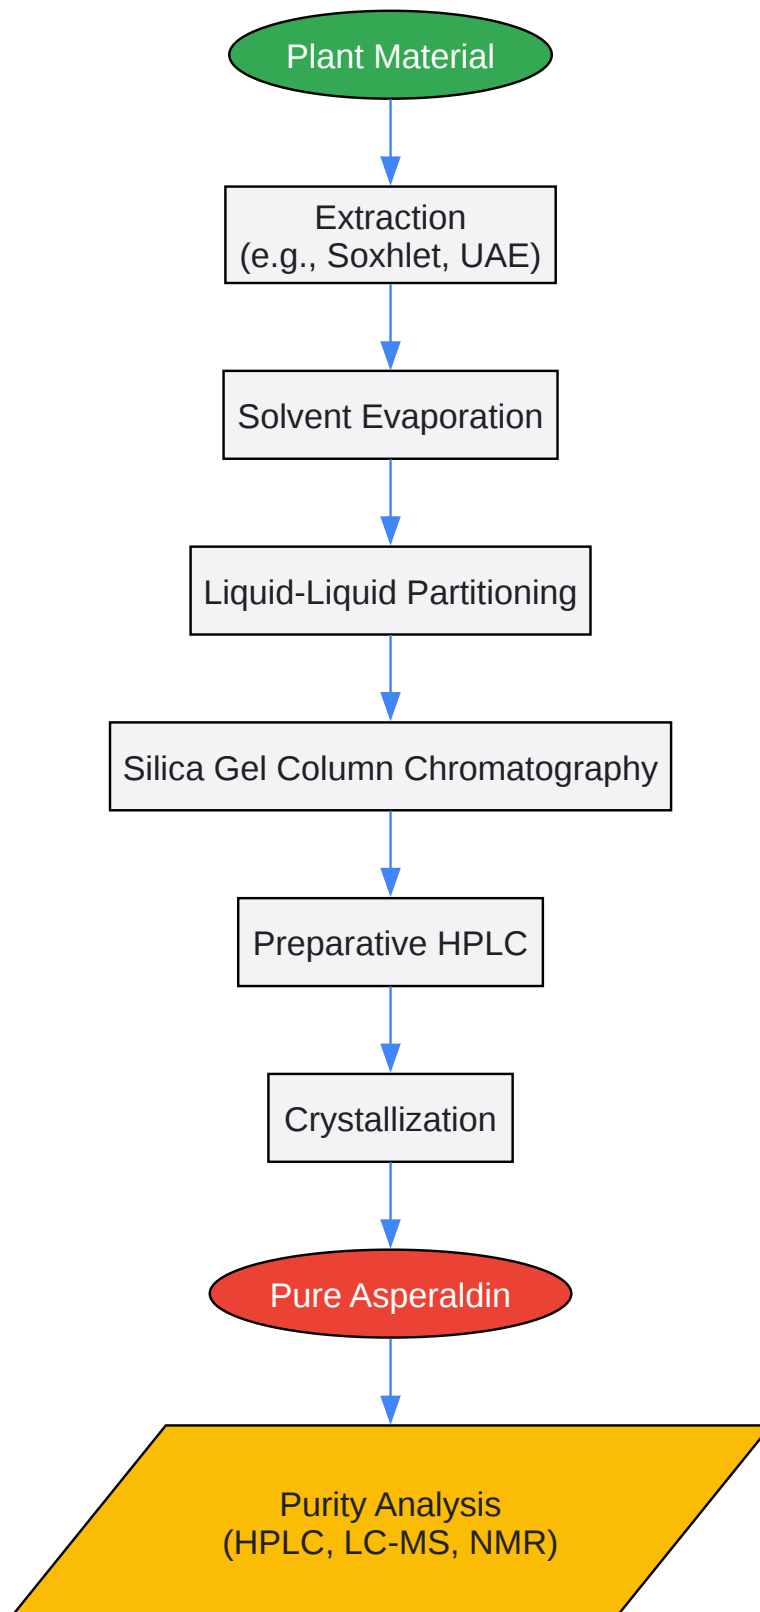 Plant Material
Extraction
(e.g., Soxhlet, UAE)
Solvent Evaporation
Liquid-Liquid Partitioning
Silica Gel Column Chromatography
Preparative HPLC
Crystallization
Pure Asperaldin
Purity Analysis
(HPLC, LC-MS, NMR)